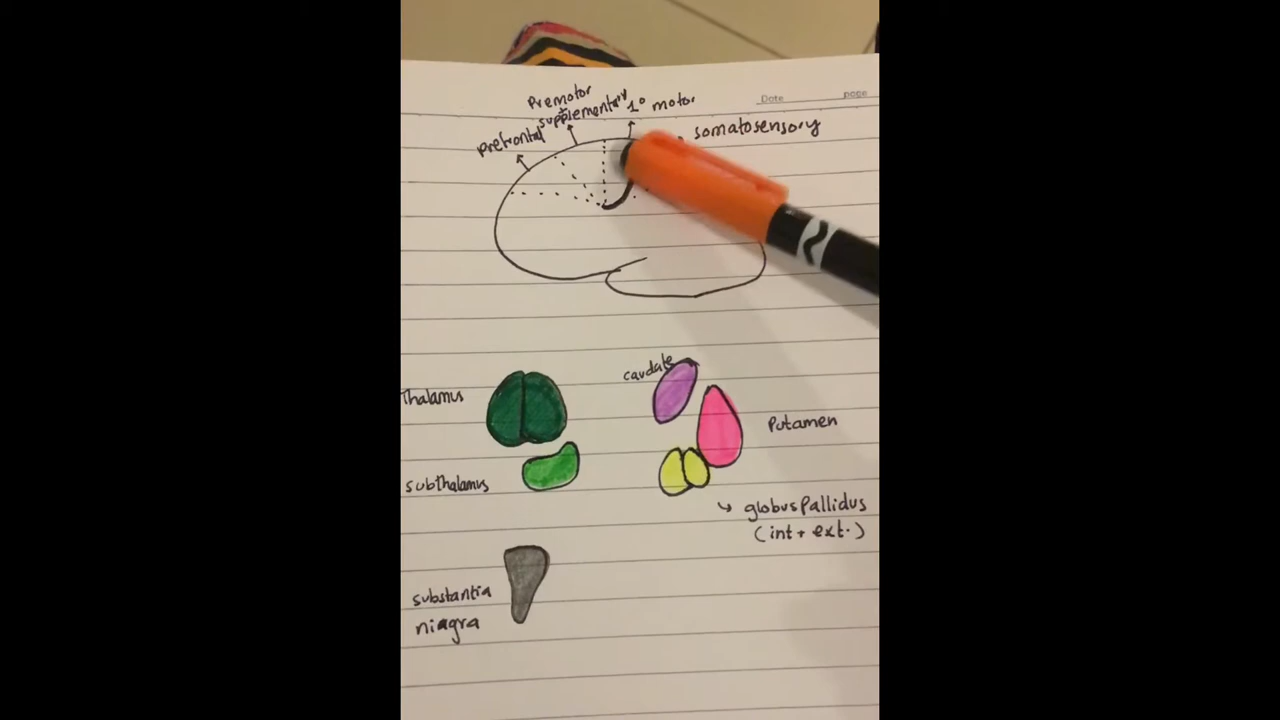 Date
page
Premotor
supplementary
1° motor
prefrontal
somatosensory
caudate
Thalamus
Putamen
subthalamus
globus Pallidus
(int + ext.)
substantia
niagra